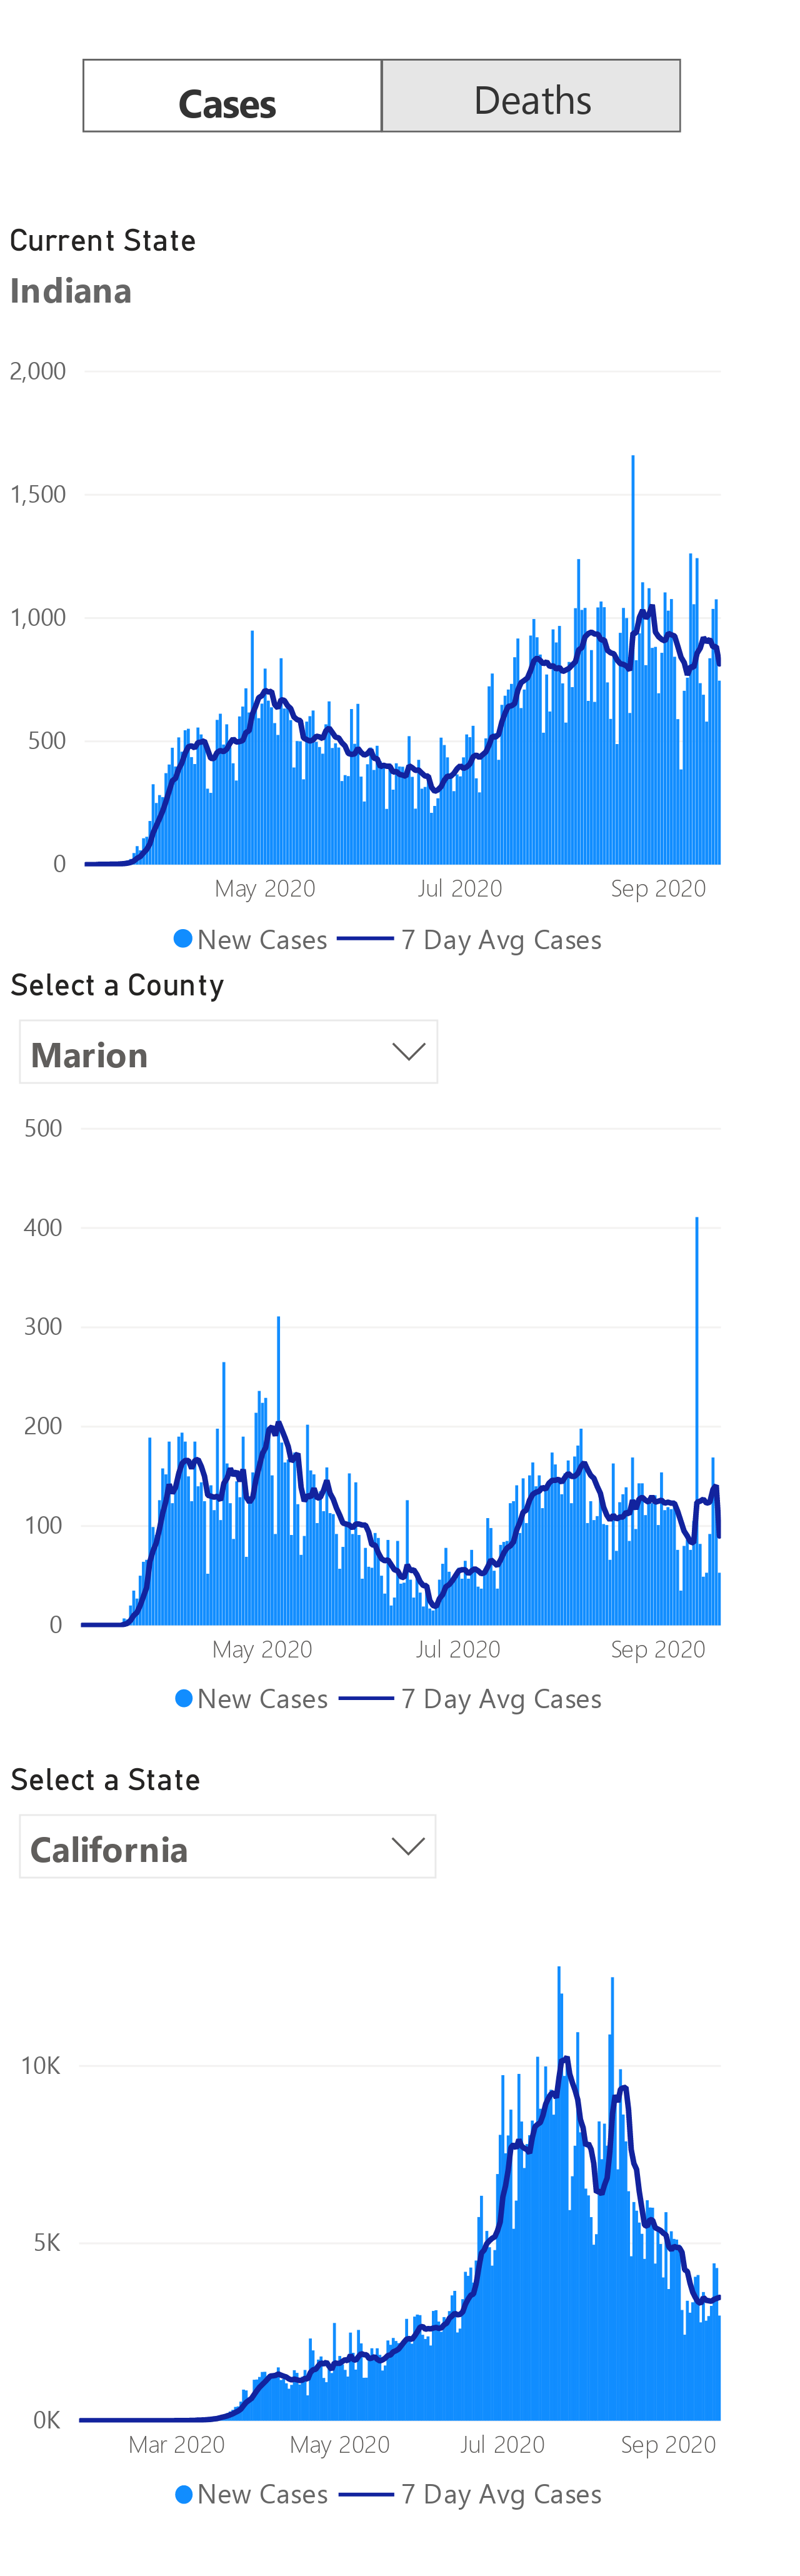 Cases Deaths
Current State
Indiana
2,000
1,500
1,000
500
0
May 2020 Jul 2020 Sep 2020
New Cases 7 Day Avg Cases
Select a County
Marion
500
400
300
200
100
0
May 2020 Jul 2020 Sep 2020
New Cases 7 Day Avg Cases
Select a State
California
10K
5K
0K
Mar 2020 May 2020 Jul 2020 Sep 2020
New Cases 7 Day Avg Cases